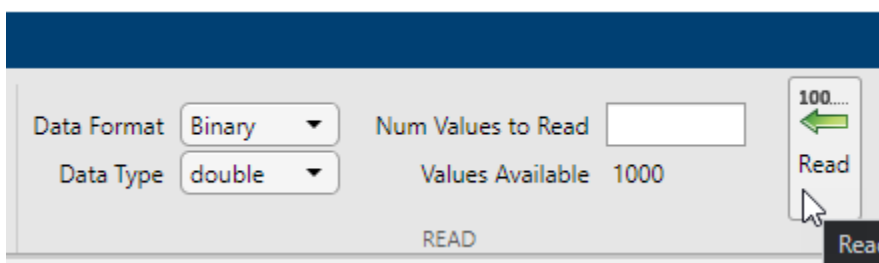 100....
Data Format Binary Num Values to Read
Data Type double Values Available 1000 Read
READ